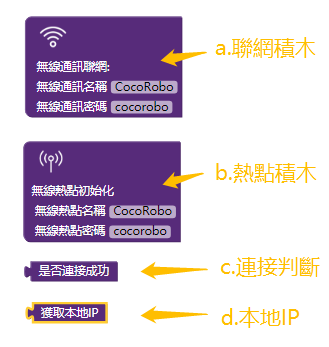 無線通訊聯網:
無線通訊名稱 CocoRobo
無線通訊密碼 cocorobo
a.聯網積木
無線熱點初始化
無線熱點名稱 CocoRobo
無線熱點密碼 cocorobo
b.熱點積木
是否連接成功
c.連接判斷
獲取本地IP
d.本地IP